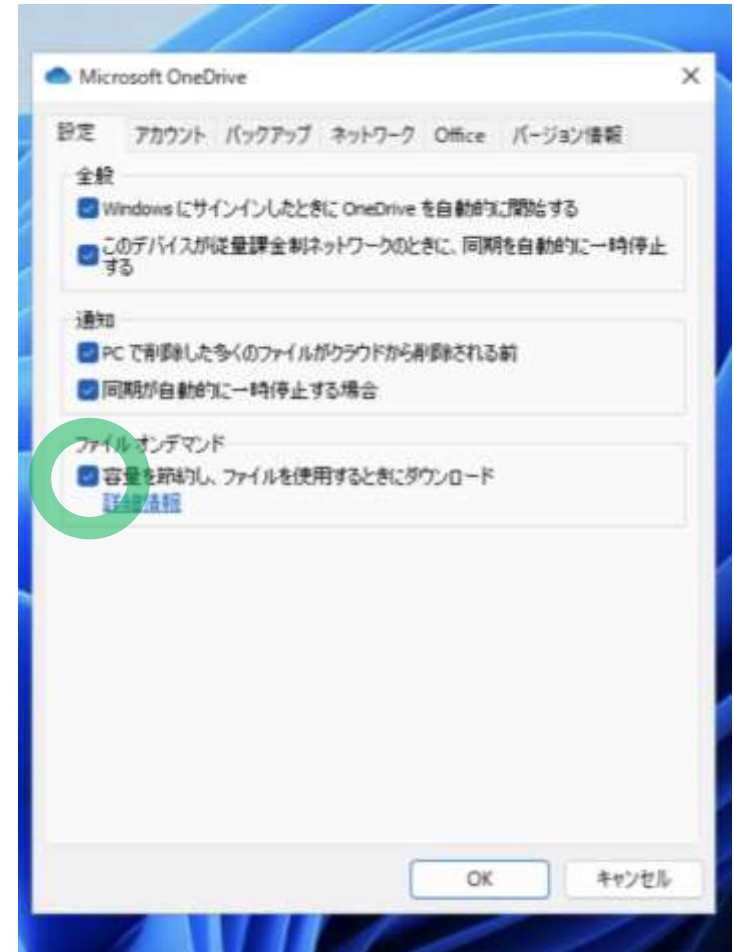 Microsoft OneDrive
設定 アカウント バックアップ ネットワーク Office バージョン情報
全般
Windows にサインインしたときに OneDrive を自動的に開始する
このデバイスが従量課金制ネットワークのときに、同期を自動的に一時停止
する
通知
PC で削除した多くのファイルがクラウドから削除される前
同期が自動的に一時停止する場合
ファイル オンデマンド
容量を節約し、ファイルを使用するときにダウンロード
詳細情報
OK キャンセル